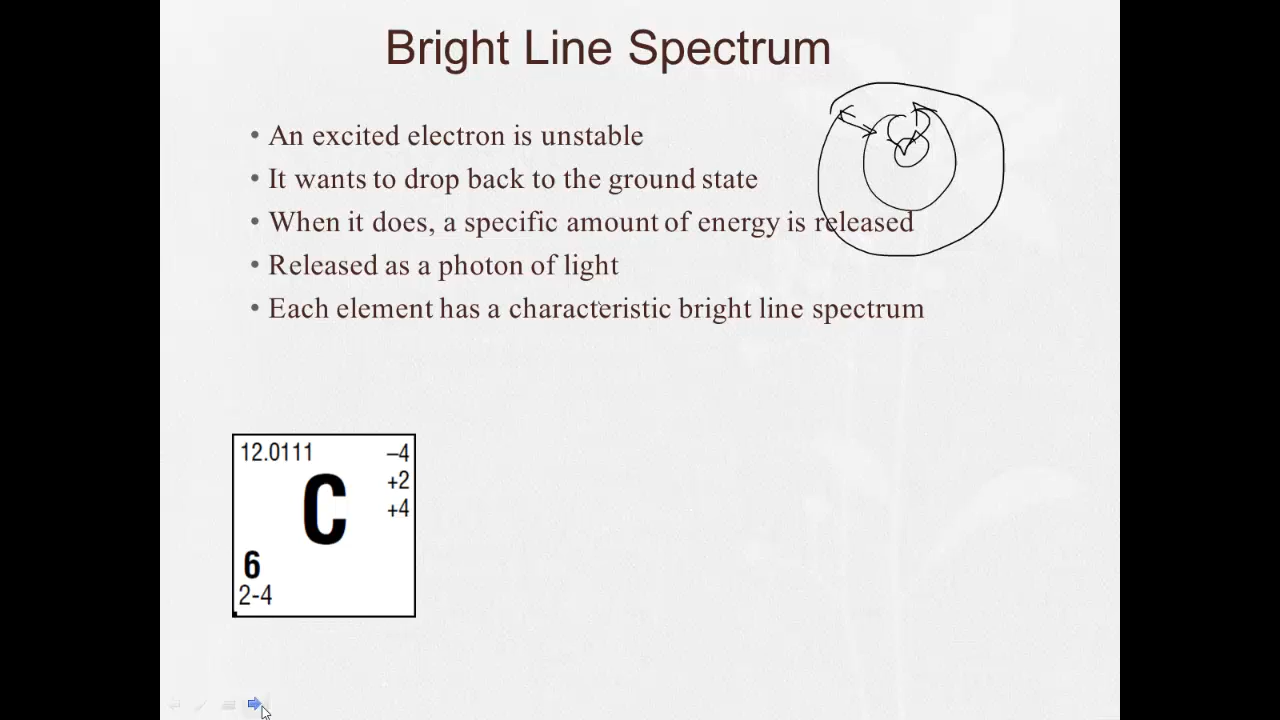 Bright Line Spectrum
• An excited electron is unstable
• It wants to drop back to the ground state
• When it does, a specific amount of energy is released
• Released as a photon of light
• Each element has a characteristic bright line spectrum
12.0111 –4
+2
C +4
6
2-4